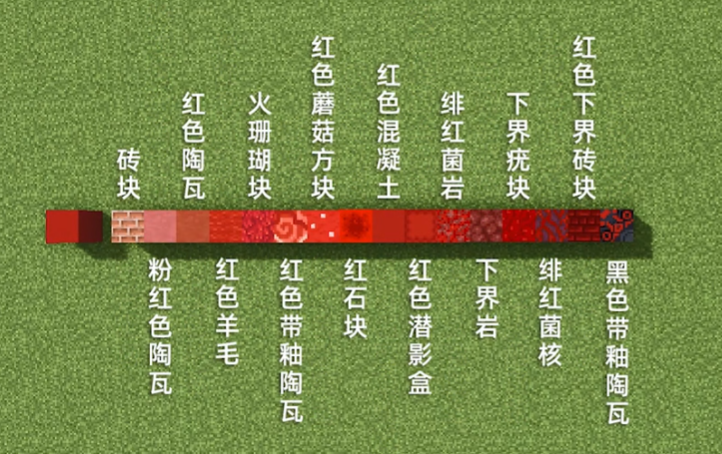 砖块
红色陶瓦
火珊瑚块
红色蘑菇方块
红色混凝土
绯红菌岩
下界疣块
红色下界砖块
粉红色陶瓦
红色羊毛
红色带釉陶瓦
红石块
红色潜影盒
下界岩
绯红菌核
黑色带釉陶瓦